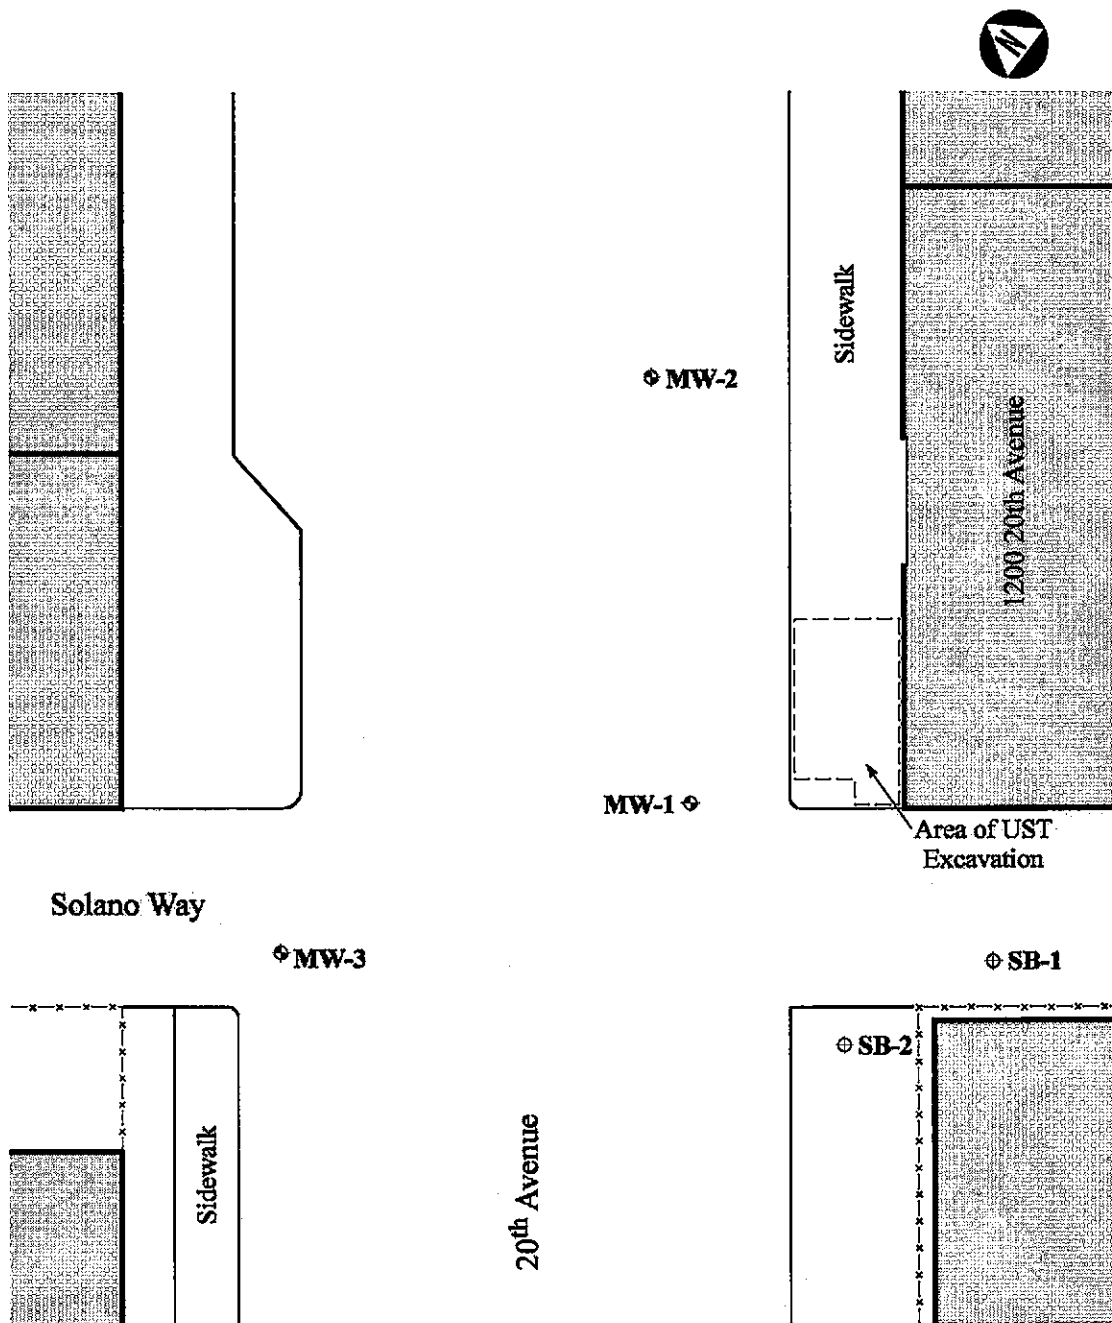 N
Sidewalk
MW-2
1200 20th Avenue
MW-1
Area of UST
Excavation
Solano Way
MW-3
SB-1
SB-2
Sidewalk
20th Avenue